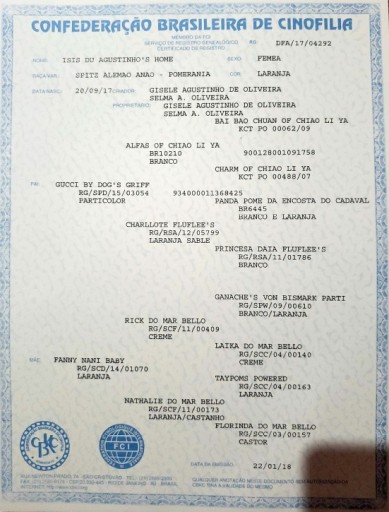 CONFEDERAÇÃO BRASILEIRA DE CINOFILIA
MEMBRO DA FCI
SERVIÇO DE REGISTRO GENEALÓGICO
CERTIFICADO DE REGISTRO
RG DFA/17/04292
NOME: ISIS DU AGUSTINHO'S HOME SEXO FEMEA
RAÇA/VAR. SPITZ ALEMAO ANAO - POMERANIA COR LARANJA
DATA NASC. 20/09/17 CRIADOR GISELE AGUSTINHO DE OLIVEIRA
SELMA A. OLIVEIRA
PROPRIETÁRIO: GISELE AGUSTINHO DE OLIVEIRA
SELMA A. OLIVEIRA
BAI BAO CHUAN OF CHIAO LI YA
KCT PO 00062/09
ALFAS OF CHIAO LI YA
BR10210 900128001091758
BRANCO
CHARM OF CHIAO LI YA
KCT PO 00488/07
PAI: GUCCI BY DOG'S GRIFF
RG/SPD/15/03054 934000011368425
PARTICOLOR
PANDA POME DA ENCOSTA DO CADAVAL
BR6445
BRANCO E LARANJA
CHARLLOTE FLUFLEE'S
RG/RSA/12/05799
LARANJA SABLE
PRINCESA DAIA FLUFLEE'S
RG/RSA/11/01786
BRANCO
GANACHE'S VON BISMARK PARTI
RG/SPW/09/00610
BRANCO/LARANJA
RICK DO MAR BELLO
RG/SCF/11/00409
CREME
LAIKA DO MAR BELLO
RG/SCC/04/00140
CREME
MÃE: FANNY NANI BABY
RG/SCD/14/01070
LARANJA
TAYPOMS POWERED
RG/SCC/04/00163
LARANJA
NATHALIE DO MAR BELLO
RG/SCF/11/00173
LARANJA/CASTANHO
FLORINDA DO MAR BELLO
RG/SCC/03/00157
CASTOR
CBKC
FCI
DATA DA EMISSÃO 22/01/18
QUALQUER ANOTAÇÃO NESTE DOCUMENTO SEM AUTENTICAÇÃO